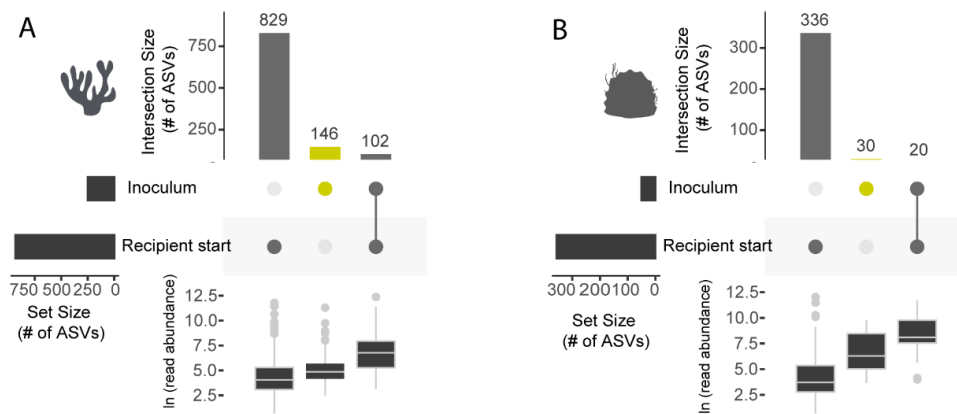 A
Intersection Size
(# of ASVs)
750
500
250
829
146
102
Inoculum
Recipient start
750 500 250 0
Set Size
(# of ASVs)
ln (read abundance)
12.5
10.0
7.5
5.0
2.5
B
Intersection Size
(# of ASVs)
300
200
100
0
336
30
20
Inoculum
Recipient start
300 200 100 0
Set Size
(# of ASVs)
ln (read abundance)
12.5
10.0
7.5
5.0
2.5